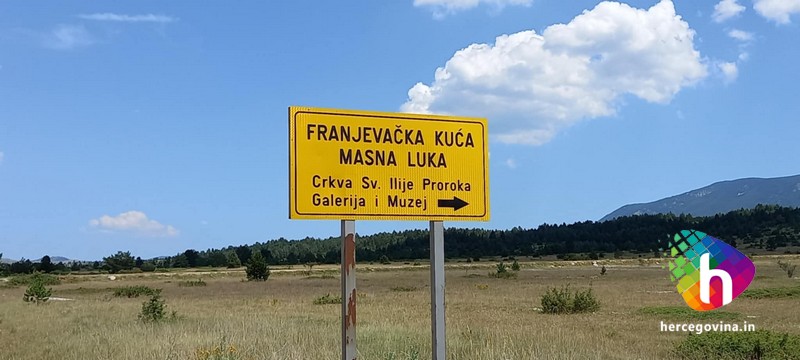 FRANJEVAČKA KUĆA
MASNA LUKA
Crkva Sv. Ilije Proroka
Galerija i Muzej
h
hercegovina.in